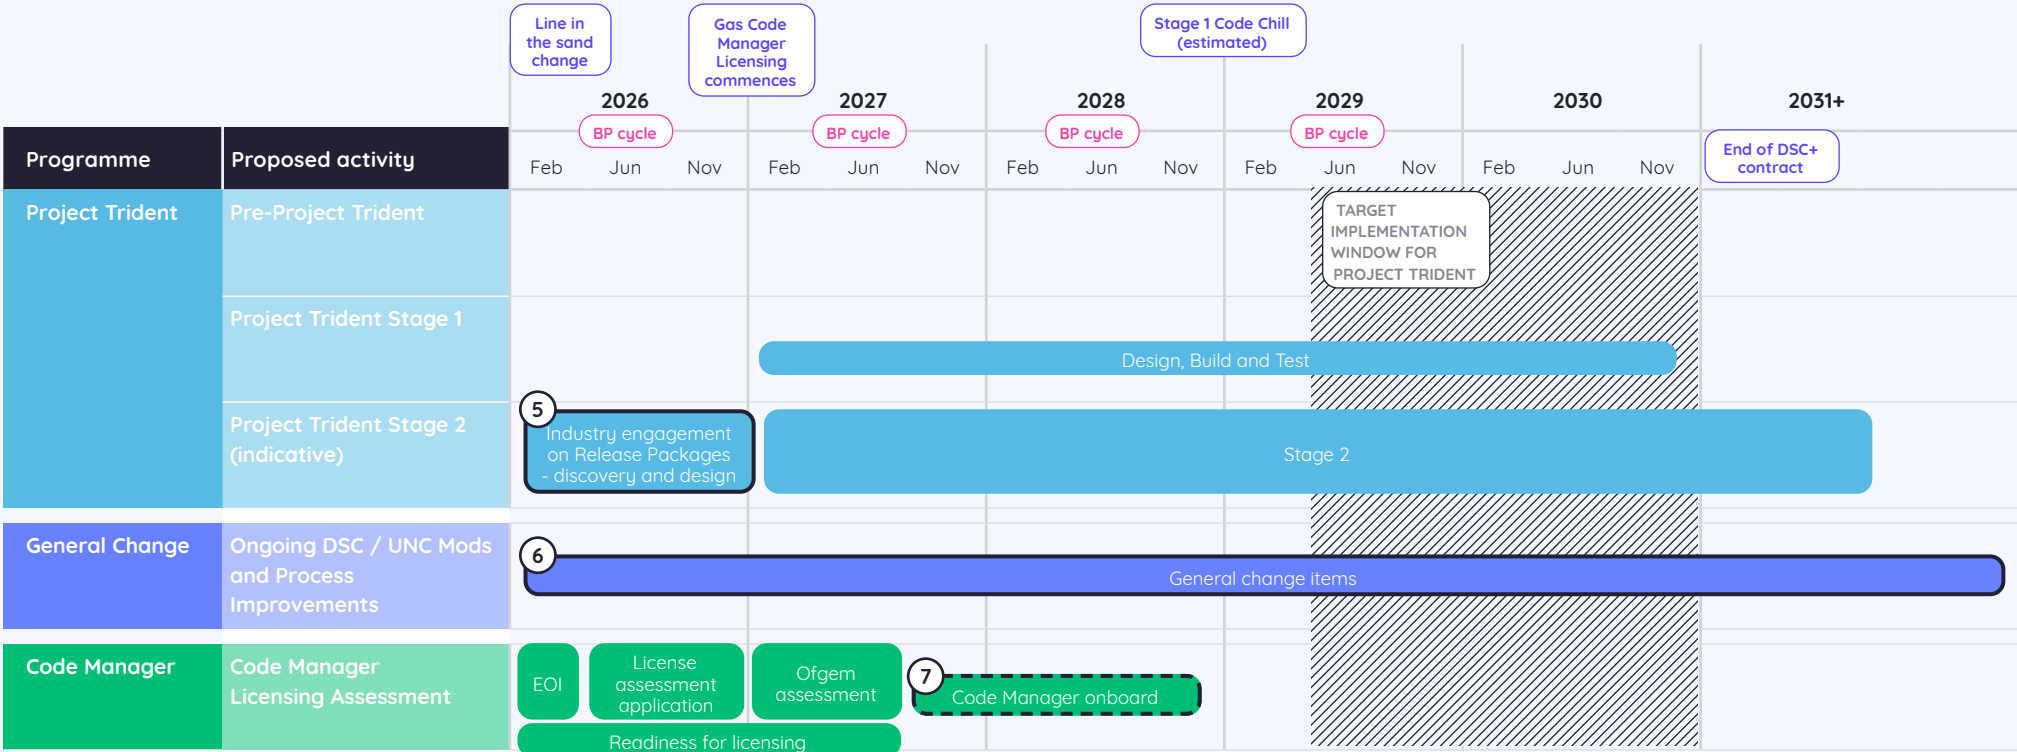 Line in
the sand
change
Gas Code
Manager
Licensing
commences
Stage 1 Code Chill
(estimated)
2026
2027
2028
2029
2030
2031+
BP cycle
BP cycle
BP cycle
BP cycle
End of DSC+
contract
Programme
Proposed activity
Feb
Jun
Nov
Feb
Jun
Nov
Feb
Jun
Nov
Feb
Jun
Nov
Feb
Jun
Nov
Project Trident
Pre-Project Trident
TARGET
IMPLEMENTATION
WINDOW FOR
PROJECT TRIDENT
Project Trident Stage 1
Design, Build and Test
Project Trident Stage 2
(indicative)
5
Industry engagement
on Release Packages
- discovery and design
Stage 2
General Change
Ongoing DSC / UNC Mods
and Process
Improvements
6
General change items
Code Manager
Code Manager
Licensing Assessment
EOI
License
assessment
application
Ofgem
assessment
7
Code Manager onboard
Readiness for licensing